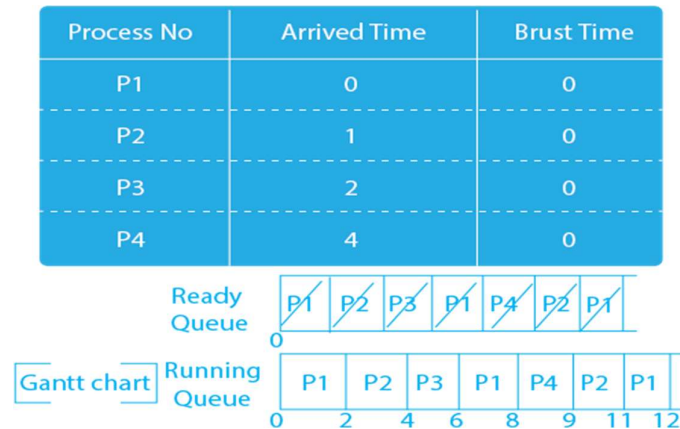 Process No Arrived Time Brust Time
P1 0 0
P2 1 0
P3 2 0
P4 4 0
Ready Queue P1 P2 P3 P1 P4 P2 P1
0
Gantt chart Running Queue P1 P2 P3 P1 P4 P2 P1
0 2 4 6 8 9 11 12